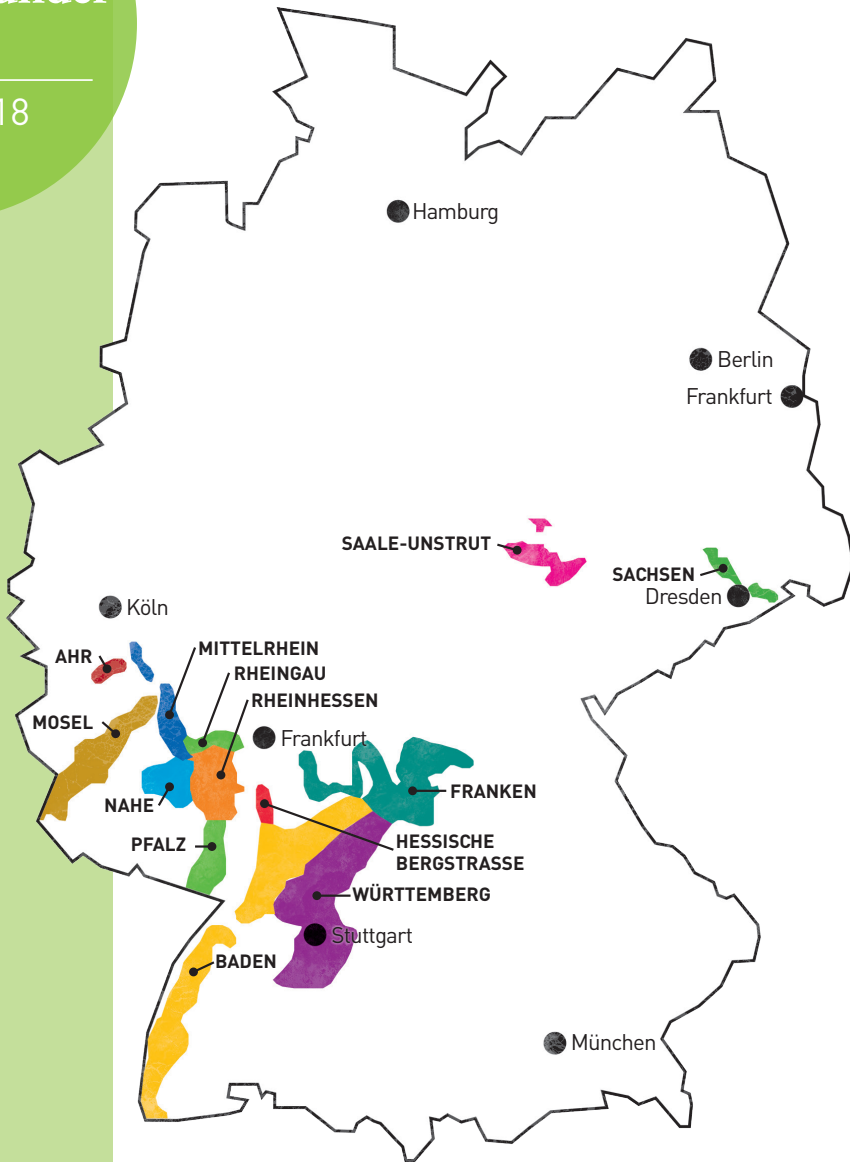 18
Hamburg
Berlin
Frankfurt
SAALE-UNSTRUT
SACHSEN
Dresden
Köln
AHR
MITTELRHEIN
RHEINGAU
RHEINHESSEN
MOSEL
Frankfurt
NAHE
FRANKEN
PFALZ
HESSISCHE
BERGSTRASSE
WÜRTTEMBERG
Stuttgart
BADEN
München